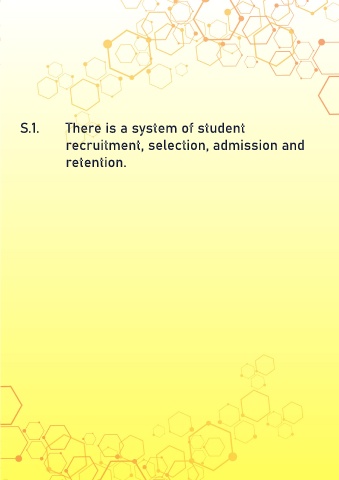 S.1. There is a system of student
recruitment, selection, admission and
retention.